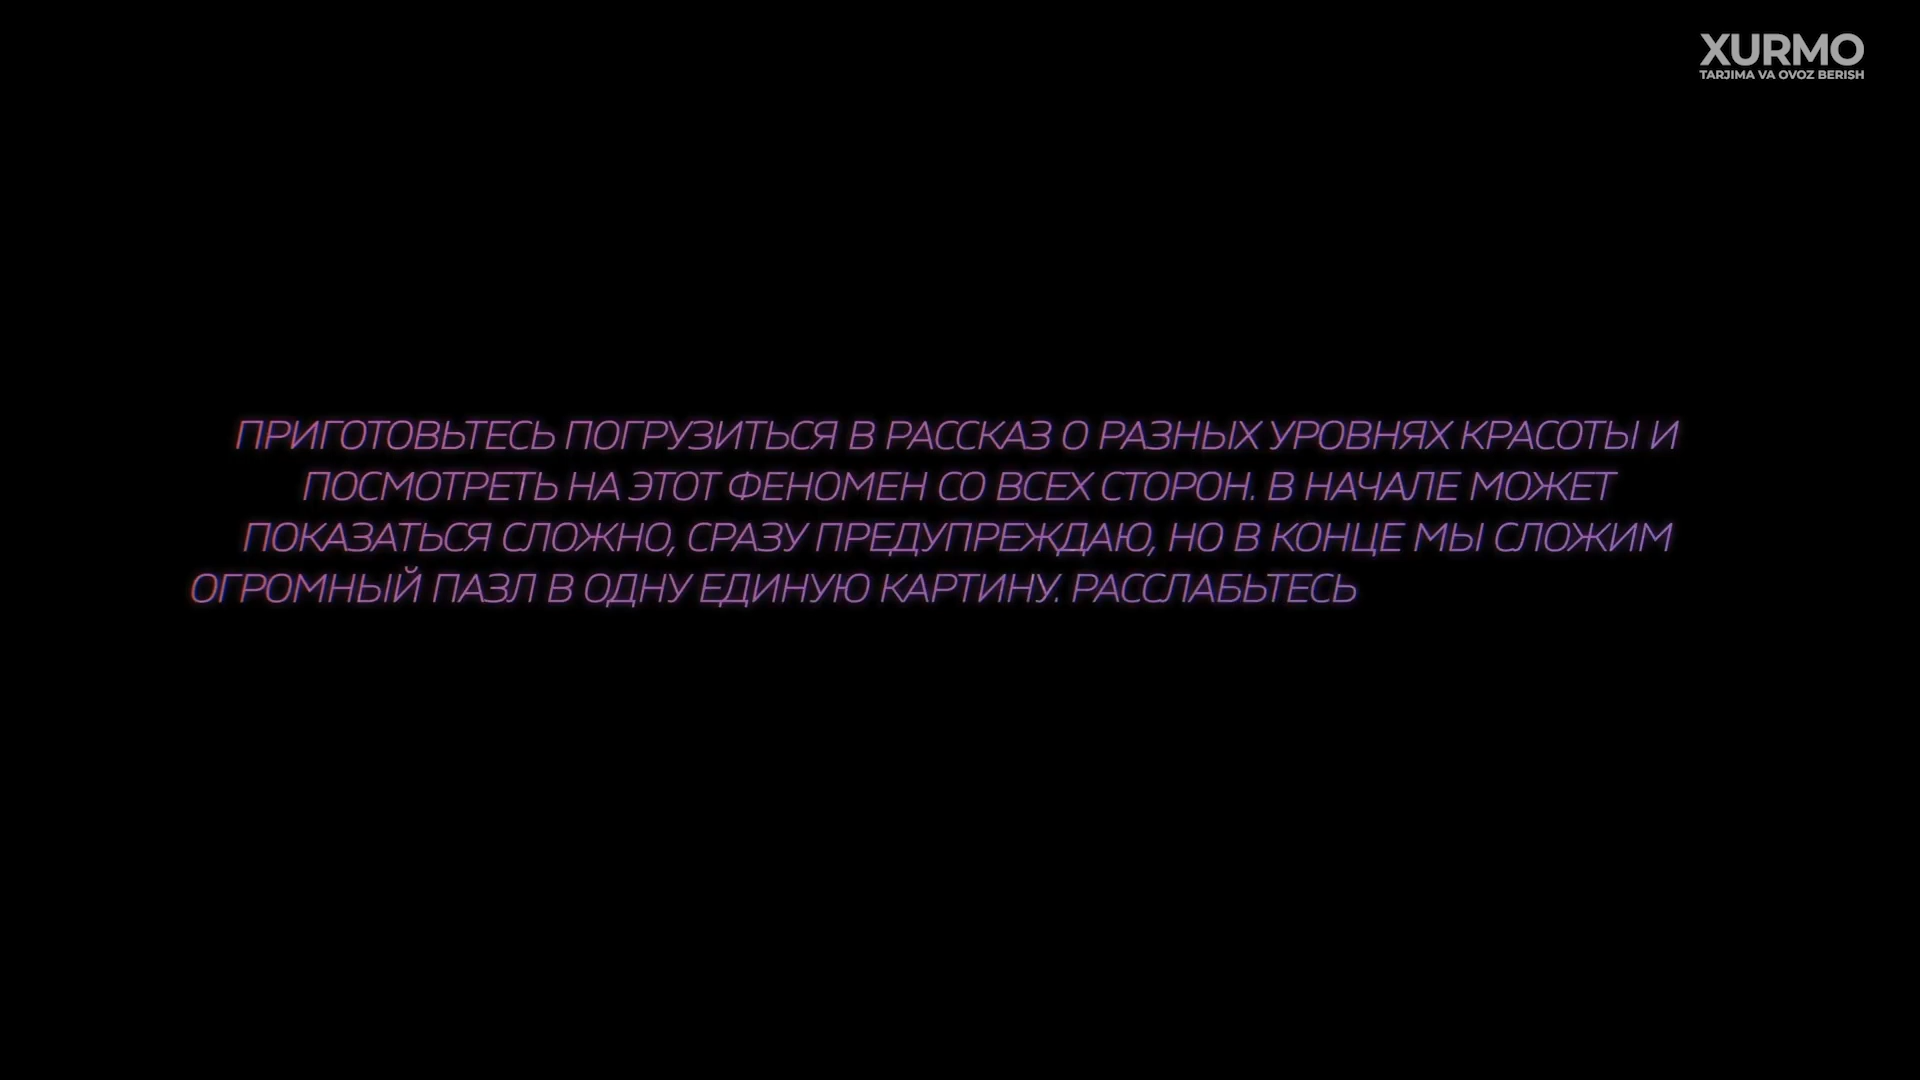 XURMO
TARJIMA VA OVOZ BERISH
ПРИГОТОВЬТЕСЬ ПОГРУЗИТЬСЯ В РАССКАЗ О РАЗНЫХ УРОВНЯХ КРАСОТЫ И
ПОСМОТРЕТЬ НА ЭТОТ ФЕНОМЕН СО ВСЕХ СТОРОН. В НАЧАЛЕ МОЖЕТ
ПОКАЗАТЬСЯ СЛОЖНО, СРАЗУ ПРЕДУПРЕЖДАЮ, НО В КОНЦЕ МЫ СЛОЖИМ
ОГРОМНЫЙ ПАЗЛ В ОДНУ ЕДИНУЮ КАРТИНУ. РАССЛАБЬТЕСЬ